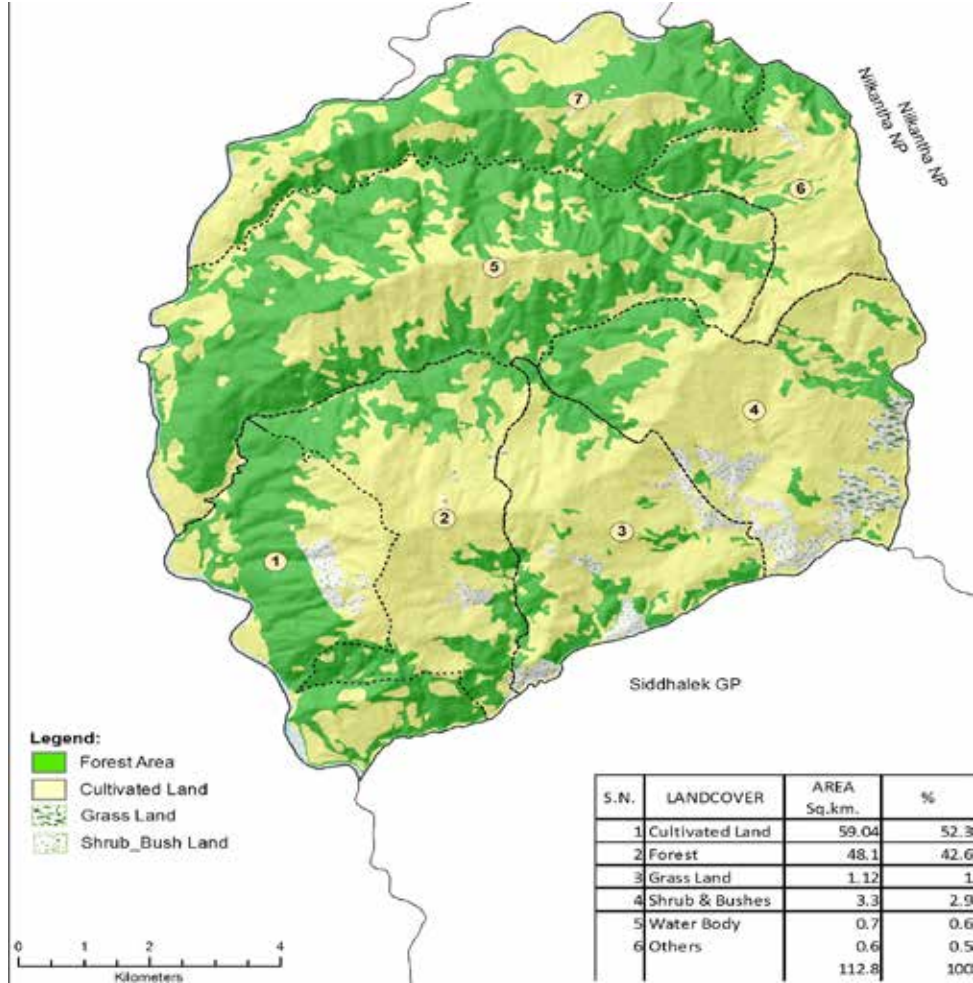 Nilkantha NP
Nilkantha NP
7
6
5
4
2
3
1
Siddhalek GP
Legend:
Forest Area
Cultivated Land
Grass Land
Shrub_Bush Land
S.N. LANDCOVER AREA Sq.km. %
1 Cultivated Land 59.04 52.3
2 Forest 48.1 42.6
3 Grass Land 1.12 1
4 Shrub & Bushes 3.3 2.9
5 Water Body 0.7 0.6
6 Others 0.6 0.5
112.8 100
0 1 2 4
Kilometers